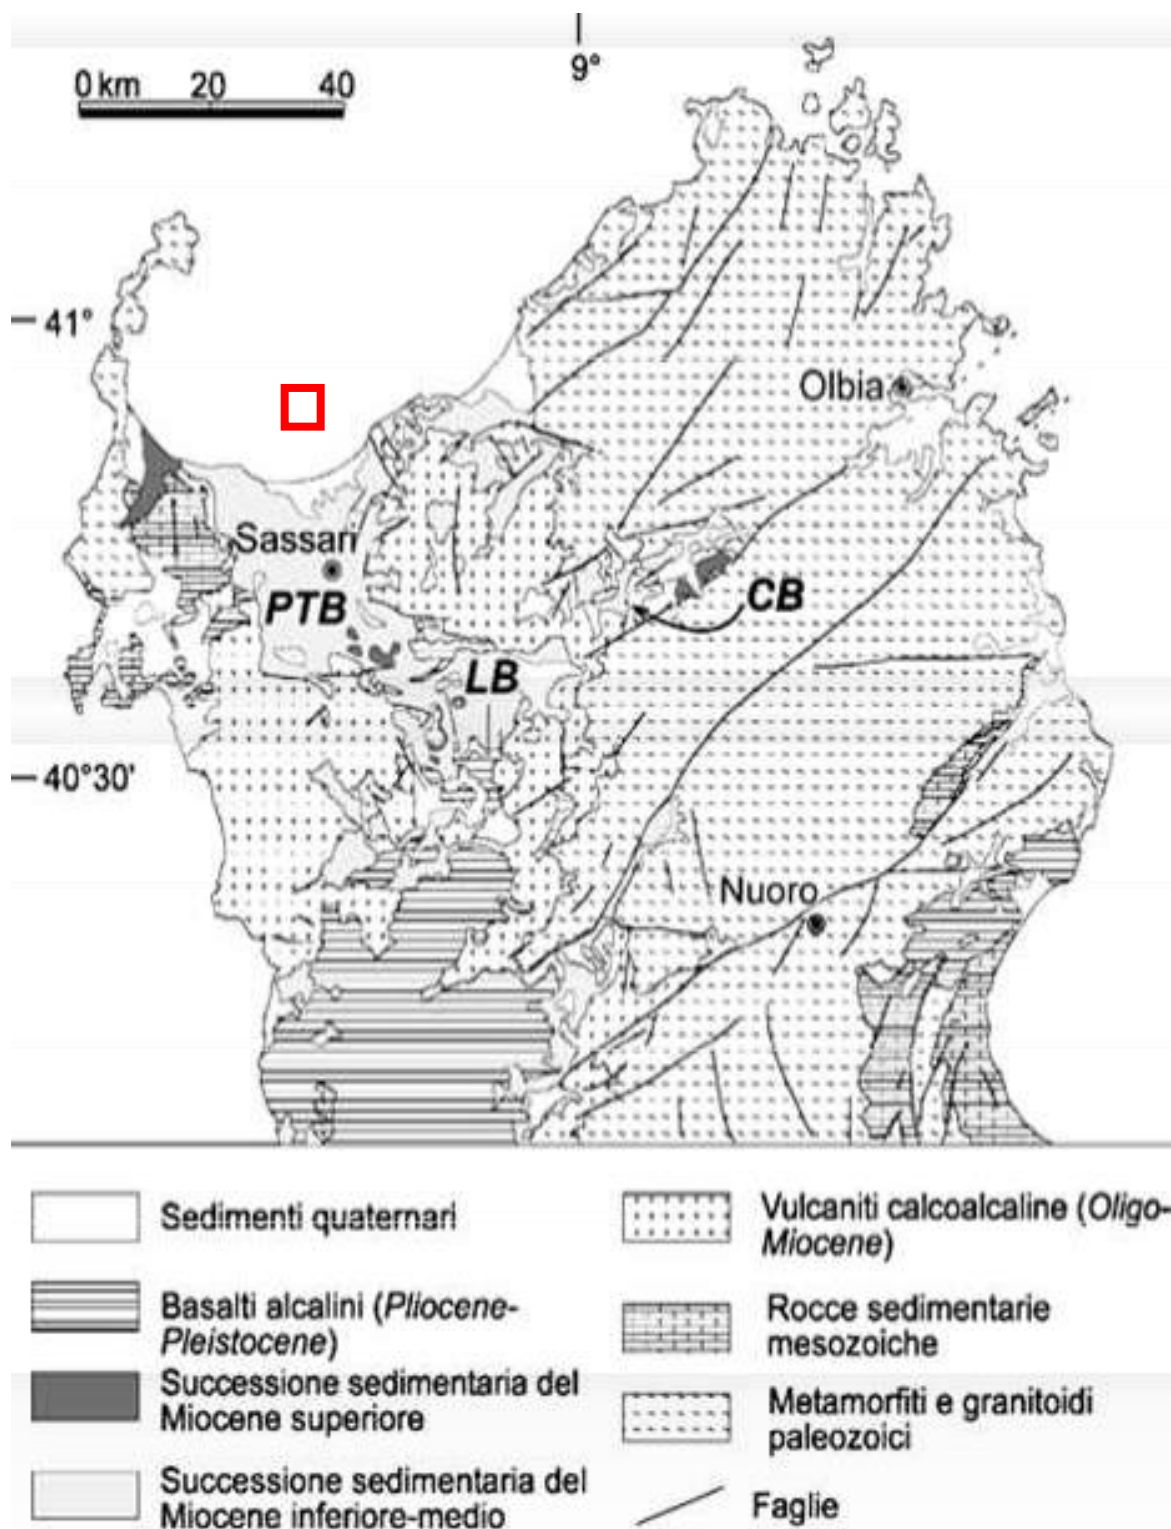 9°
0 km 20 40
41°
Olbia
Sassari
PTB
CB
LB
40°30'
Nuoro
Sedimenti quaternari
Basalti alcalini (Pliocene-
Pleistocene)
Successione sedimentaria del
Miocene superiore
Successione sedimentaria del
Miocene inferiore-medio
Vulcaniti calcoalcaline (Oligo-
Miocene)
Rocce sedimentarie
mesozoiche
Metamorfiti e granitoidi
paleozoici
Faglie